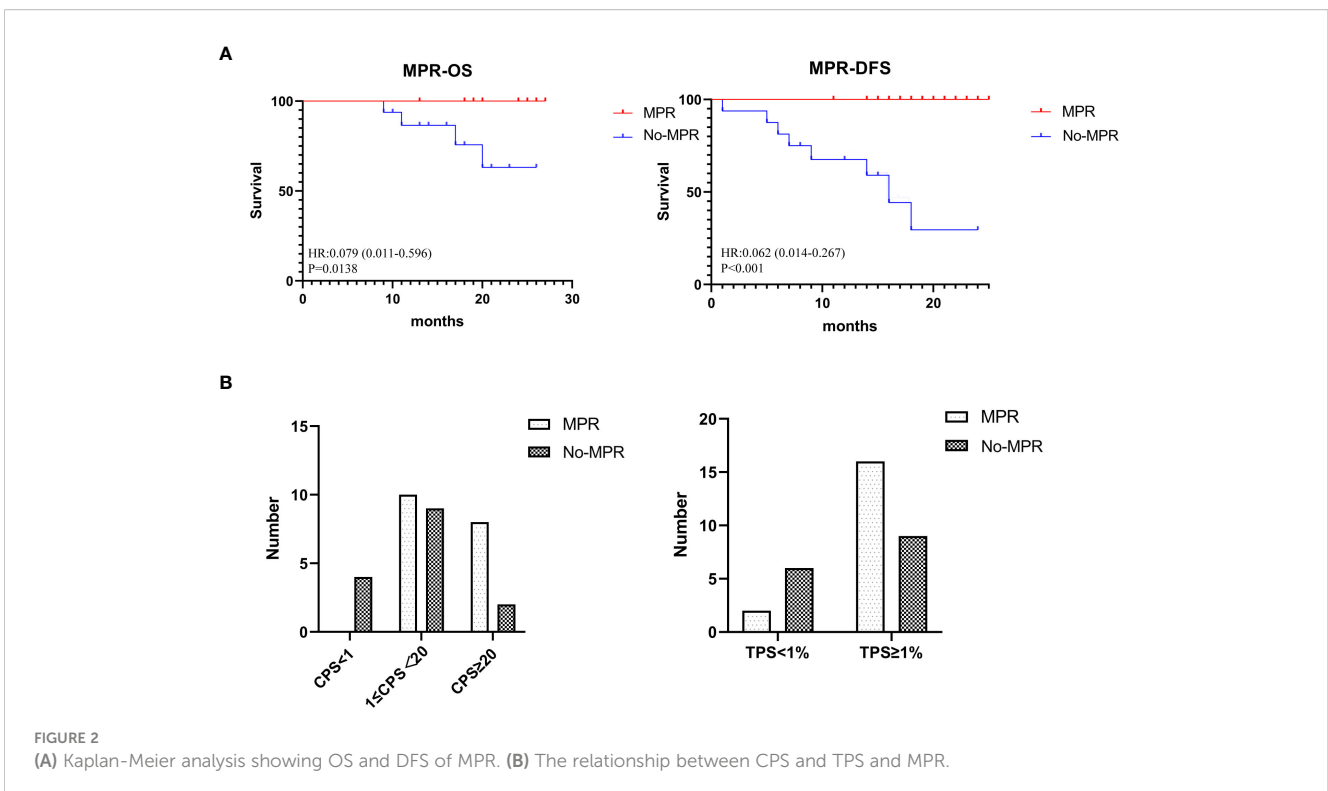 A
MPR-OS
100
50
0
Survival
HR:0.079 (0.011-0.596)
P=0.0138
0 10 20 30
months
MPR
No-MPR
MPR-DFS
100
50
0
Survival
HR:0.062 (0.014-0.267)
P<0.001
0 10 20
months
MPR
No-MPR
B
15
10
5
0
Number
CPS<1
1≤CPS<20
CPS≥20
MPR
No-MPR
20
15
10
5
0
Number
TPS<1% TPS≥1%
MPR
No-MPR
FIGURE 2
(A) Kaplan-Meier analysis showing OS and DFS of MPR. (B) The relationship between CPS and TPS and MPR.